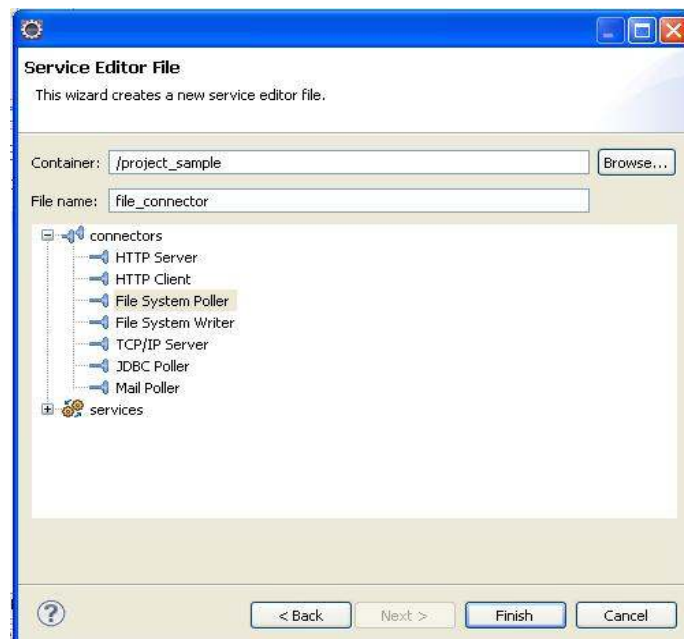 Service Editor File
This wizard creates a new service editor file.
Container: /project_sample Browse...
File name: file_connector
connectors
HTTP Server
HTTP Client
File System Poller
File System Writer
TCP/IP Server
JDBC Poller
Mail Poller
services
? < Back Next > Finish Cancel